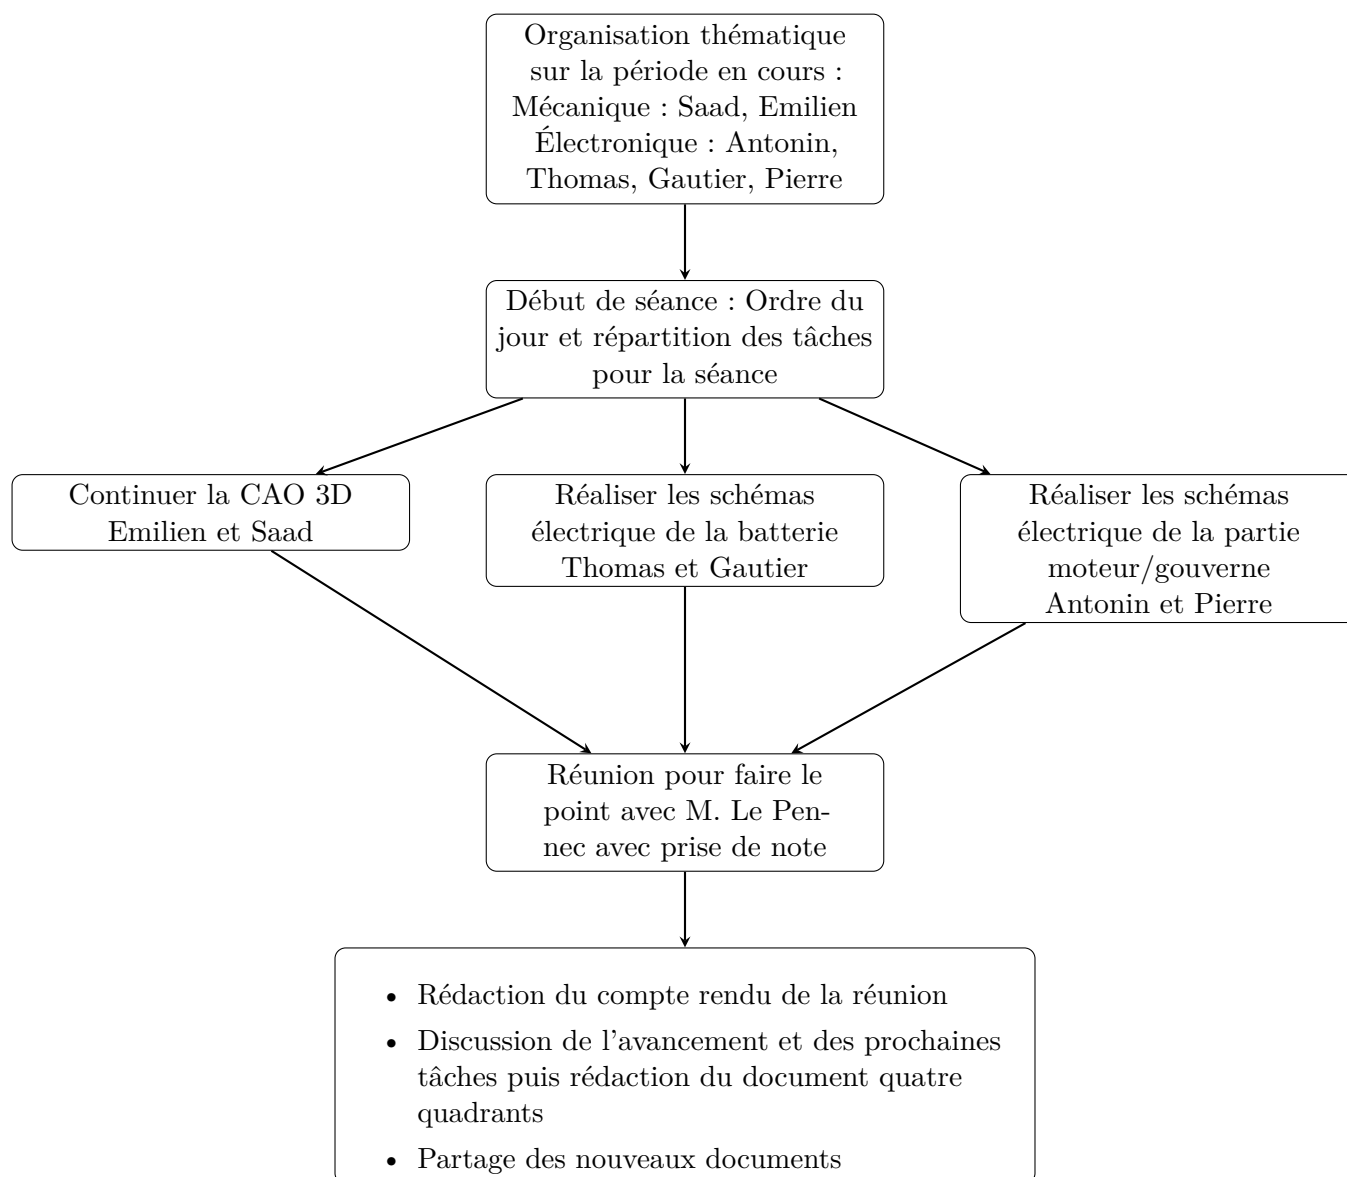 Organisation thématique
sur la période en cours :
Mécanique : Saad, Emilien
Électronique : Antonin,
Thomas, Gautier, Pierre
Début de séance : Ordre du
jour et répartition des tâches
pour la séance
Continuer la CAO 3D
Emilien et Saad
Réaliser les schémas
électrique de la batterie
Thomas et Gautier
Réaliser les schémas
électrique de la partie
moteur/gouverne
Antonin et Pierre
Réunion pour faire le
point avec M. Le Pen-
nec avec prise de note
• Rédaction du compte rendu de la réunion
• Discussion de l'avancement et des prochaines
tâches puis rédaction du document quatre
quadrants
• Partage des nouveaux documents